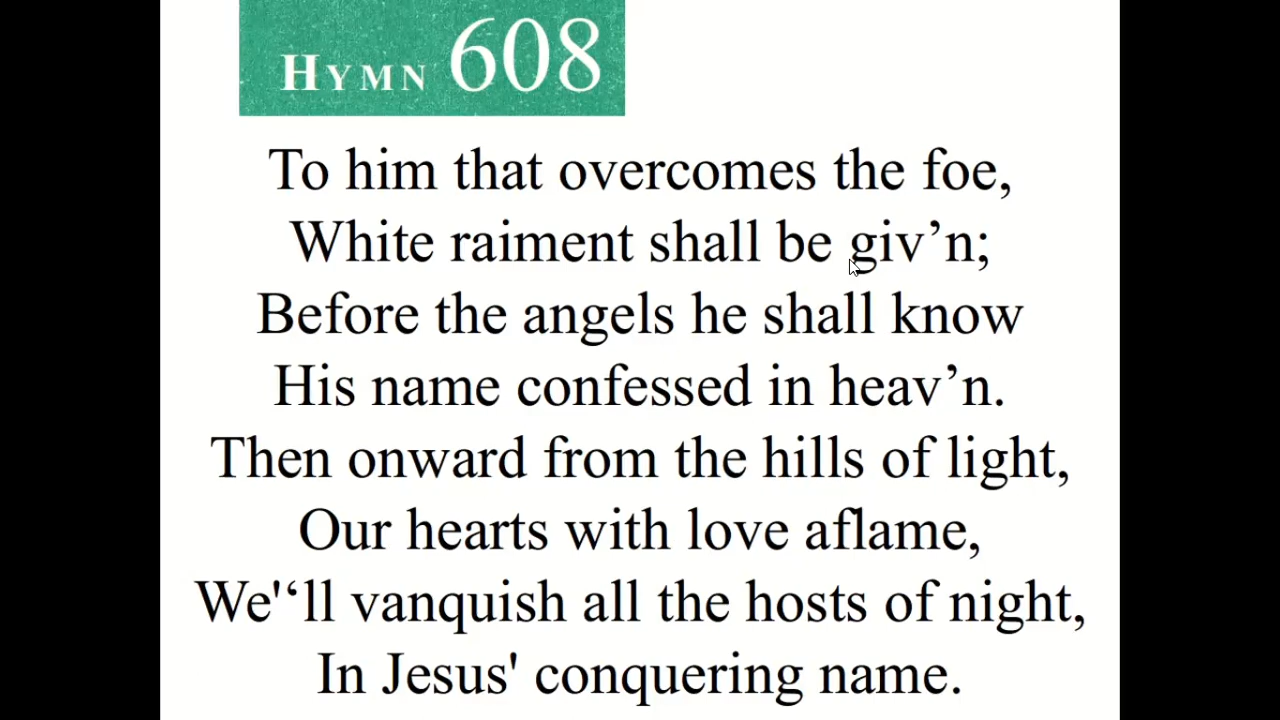 HYMN 608
To him that overcomes the foe,
White raiment shall be giv’n;
Before the angels he shall know
His name confessed in heav’n.
Then onward from the hills of light,
Our hearts with love aflame,
We'‘ll vanquish all the hosts of night,
In Jesus' conquering name.